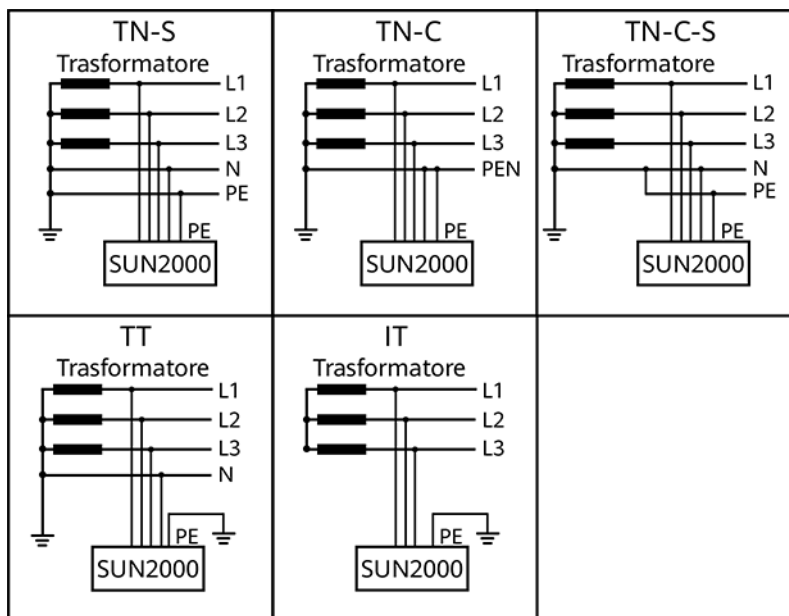 TN-S
Trasformatore
L1
L2
L3
N
PE
PE
SUN2000
TN-C
Trasformatore
L1
L2
L3
PEN
PE
SUN2000
TN-C-S
Trasformatore
L1
L2
L3
N
PE
PE
SUN2000
TT
Trasformatore
L1
L2
L3
N
PE
SUN2000
IT
Trasformatore
L1
L2
L3
PE
SUN2000